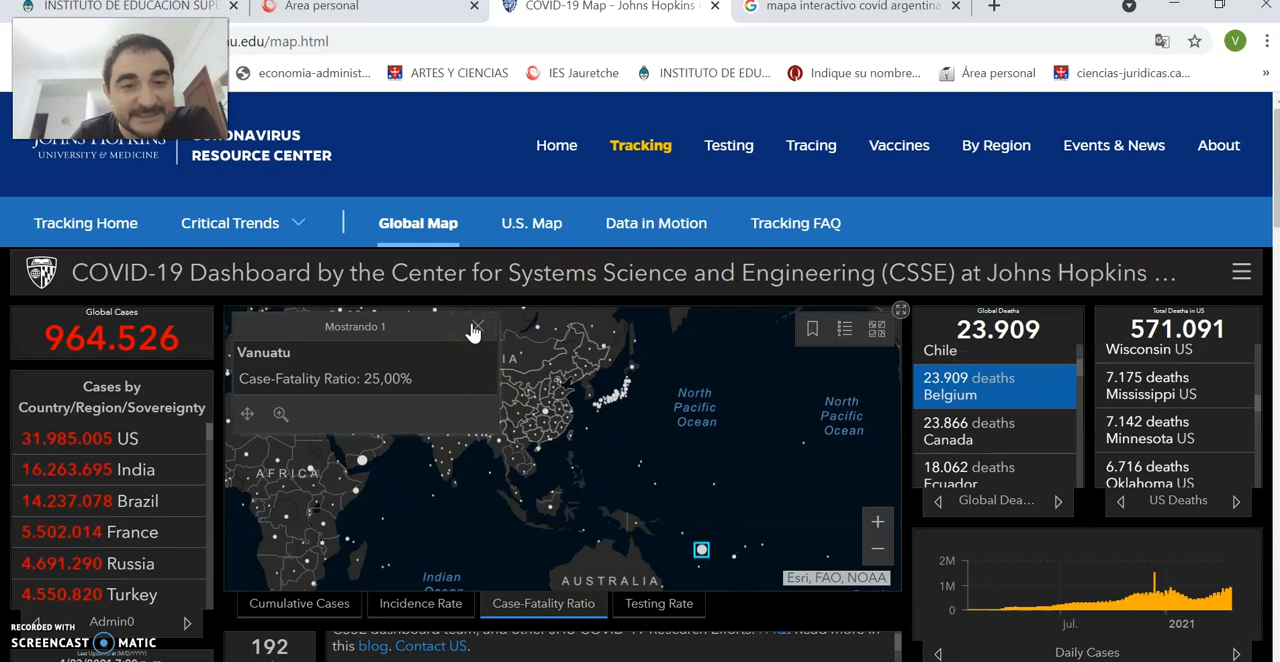 INSTITUTO DE EDUCACIÓN SUPE
Área personal
COVID-19 Map - Johns Hopkins
mapa interactivo covid argentina
u.edu/map.html
V
economia-administ...
ARTES Y CIENCIAS
IES Jauretche
INSTITUTO DE EDU...
Indique su nombre...
Área personal
ciencias-juridicas.ca...
»
JOHNS HOPKINS
UNIVERSITY & MEDICINE
RONAVIRUS
RESOURCE CENTER
Home
Tracking
Testing
Tracing
Vaccines
By Region
Events & News
About
Tracking Home
Critical Trends
Global Map
U.S. Map
Data in Motion
Tracking FAQ
COVID-19 Dashboard by the Center for Systems Science and Engineering (CSSE) at Johns Hopkins ...
Global Cases
964.526
Cases by
Country/Region/Sovereignty
31.985.005 US
16.263.695 India
14.237.078 Brazil
5.502.014 France
4.691.290 Russia
4.550.820 Turkey
Admin0
Mostrando 1
Vanuatu
Case-Fatality Ratio: 25,00%
IA
North
Pacific
Ocean
North
Pacific
Ocean
AFRICA
Indian
Ocean
AUSTRALIA
Esri, FAO, NOAA
Cumulative Cases
Incidence Rate
Case-Fatality Ratio
Testing Rate
192
this blog. Contact US.
Global Deaths
23.909
Chile
23.909 deaths
Belgium
23.866 deaths
Canada
18.062 deaths
Ecuador
Global Dea...
Total Deaths in US
571.091
Wisconsin US
7.175 deaths
Mississippi US
7.142 deaths
Minnesota US
6.716 deaths
Oklahoma US
US Deaths
2M
1M
0
jul.
2021
Daily Cases
RECORDED WITH
SCREENCAST MATIC